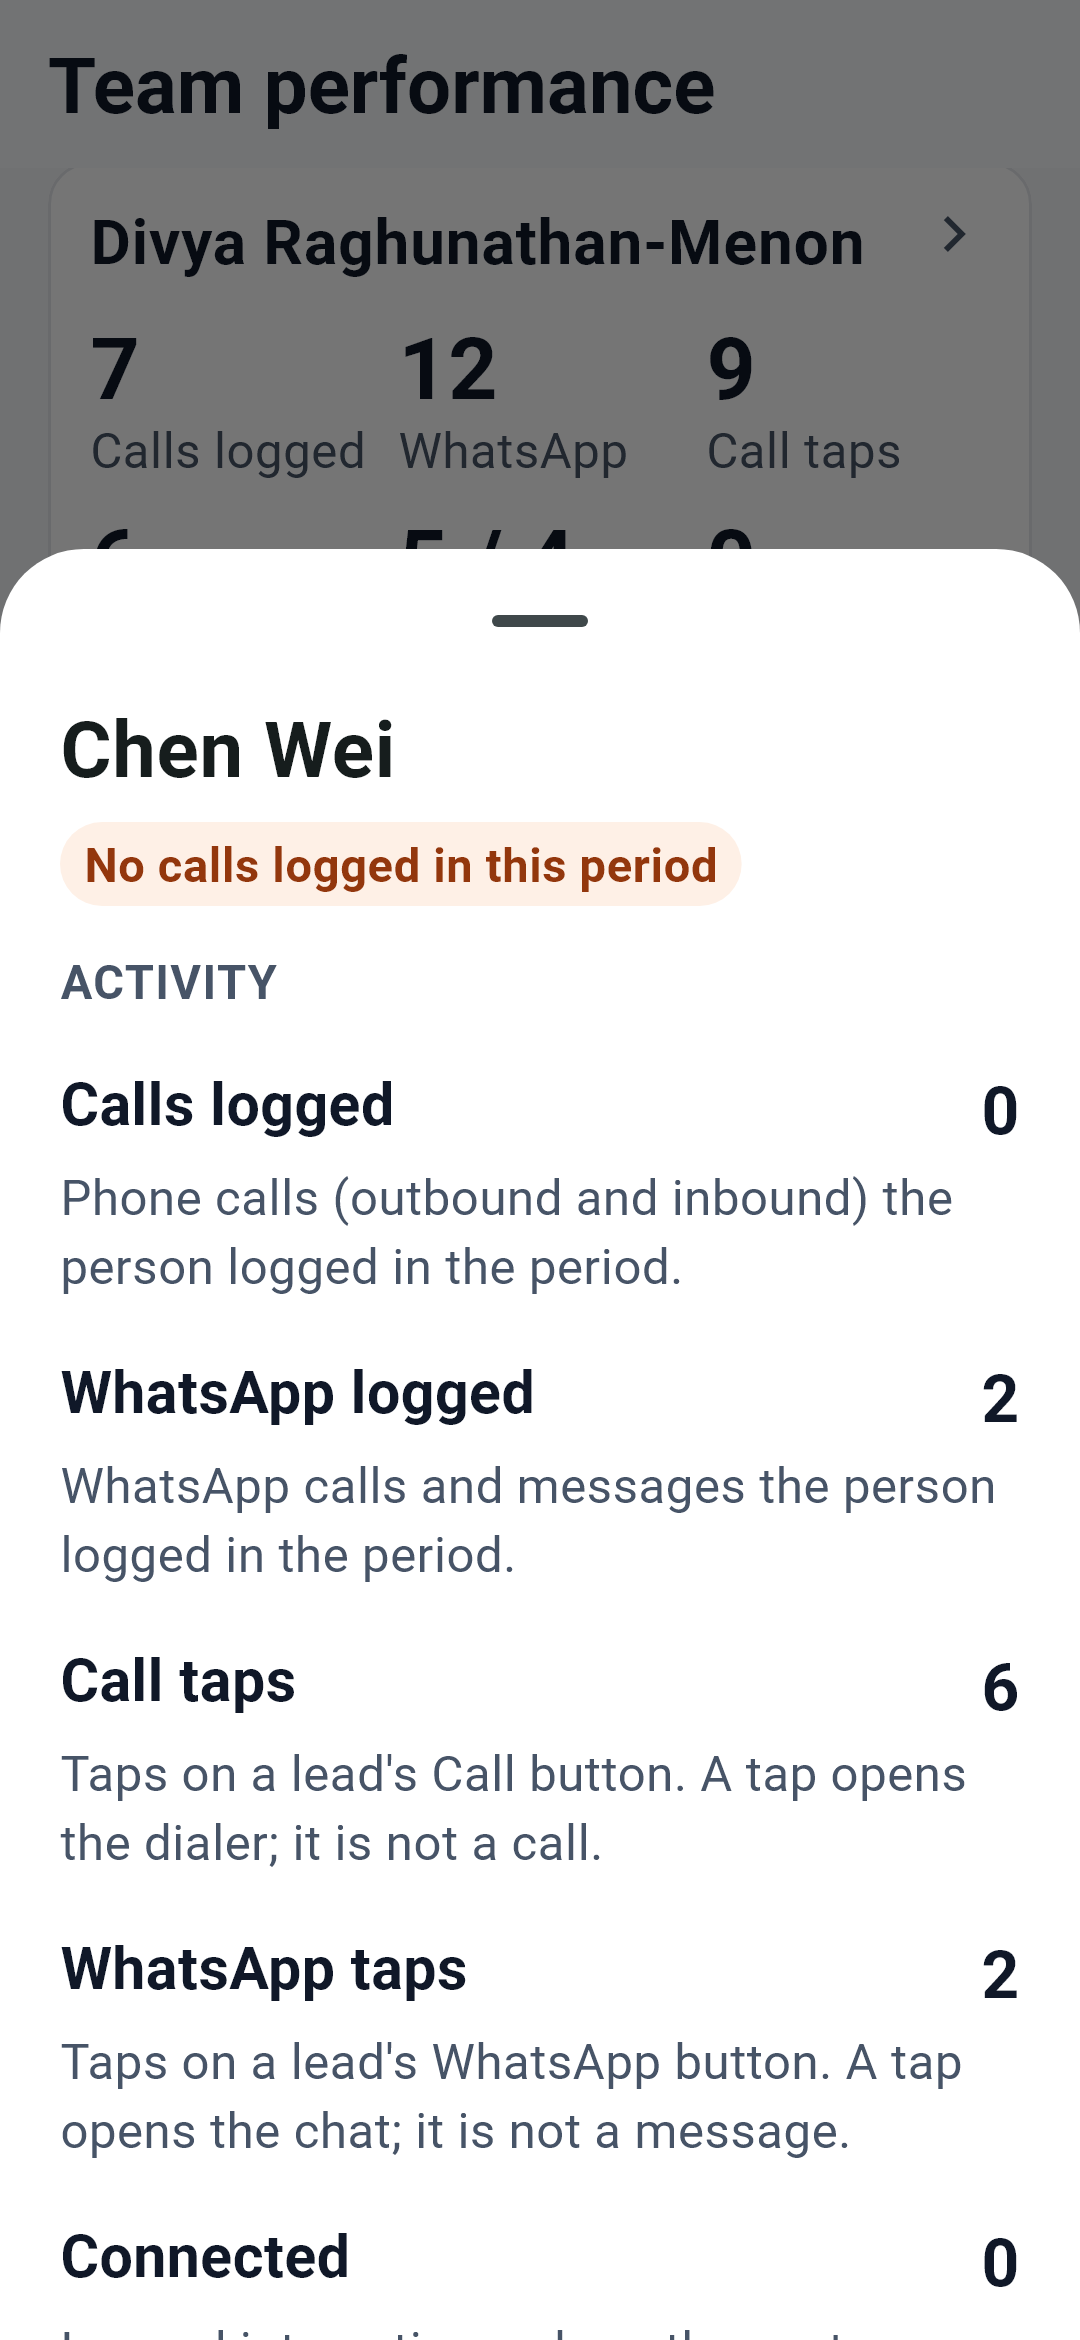 Team performance
Divya Raghunathan-Menon
7 12 9
Calls logged WhatsApp Call taps
Chen Wei
No calls logged in this period
ACTIVITY
Calls logged 0
Phone calls (outbound and inbound) the
person logged in the period.
WhatsApp logged 2
WhatsApp calls and messages the person
logged in the period.
Call taps 6
Taps on a lead's Call button. A tap opens
the dialer; it is not a call.
WhatsApp taps 2
Taps on a lead's WhatsApp button. A tap
opens the chat; it is not a message.
Connected 0